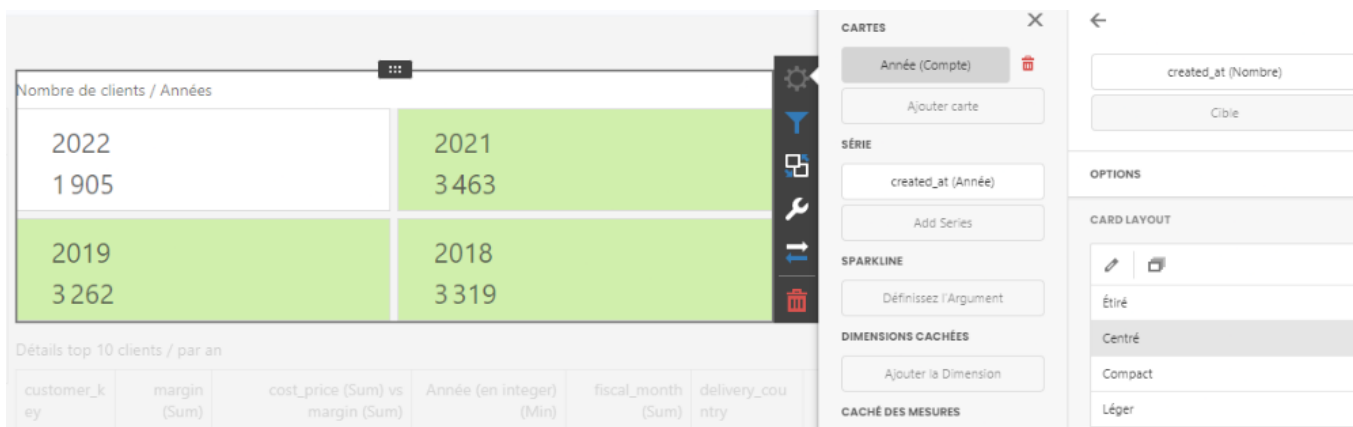 Nombre de clients / Années
2022
1 905
2021
3 463
2019
3 262
2018
3 319
Détails top 10 clients / par an
customer_k
ey
margin
(Sum)
cost_price (Sum) vs
margin (Sum)
Année (en integer)
(Min)
fiscal_month
(Sum)
delivery_cou
ntry
CARTES
Année (Compte)
Ajouter carte
SÉRIE
created_at (Année)
Add Series
SPARKLINE
Définissez l'Argument
DIMENSIONS CACHÉES
Ajouter la Dimension
CACHÉ DES MESURES
created_at (Nombre)
Cible
OPTIONS
CARD LAYOUT
Étiré
Centré
Compact
Léger